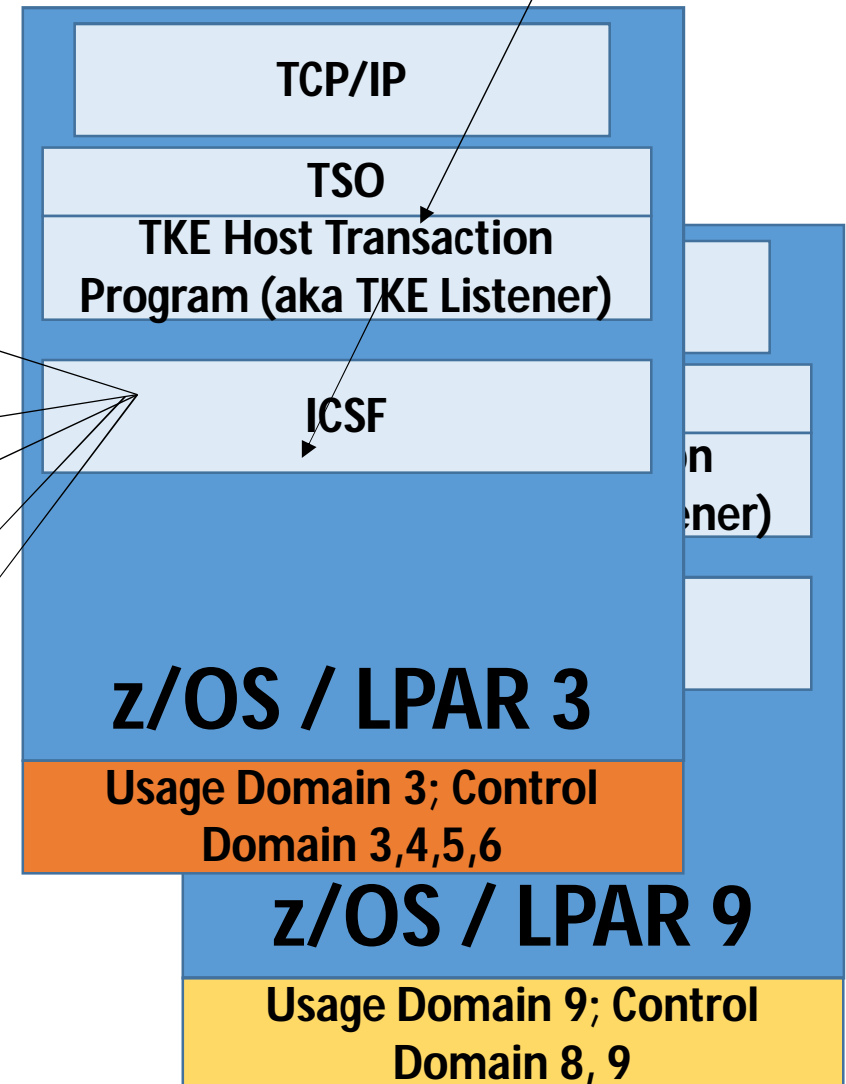 TCP/IP
TSO
TKE Host Transaction
Program (aka TKE Listener)
ICSF
z/OS / LPAR 3
Usage Domain 3; Control
Domain 3,4,5,6
z/OS / LPAR 9
Usage Domain 9; Control
Domain 8, 9